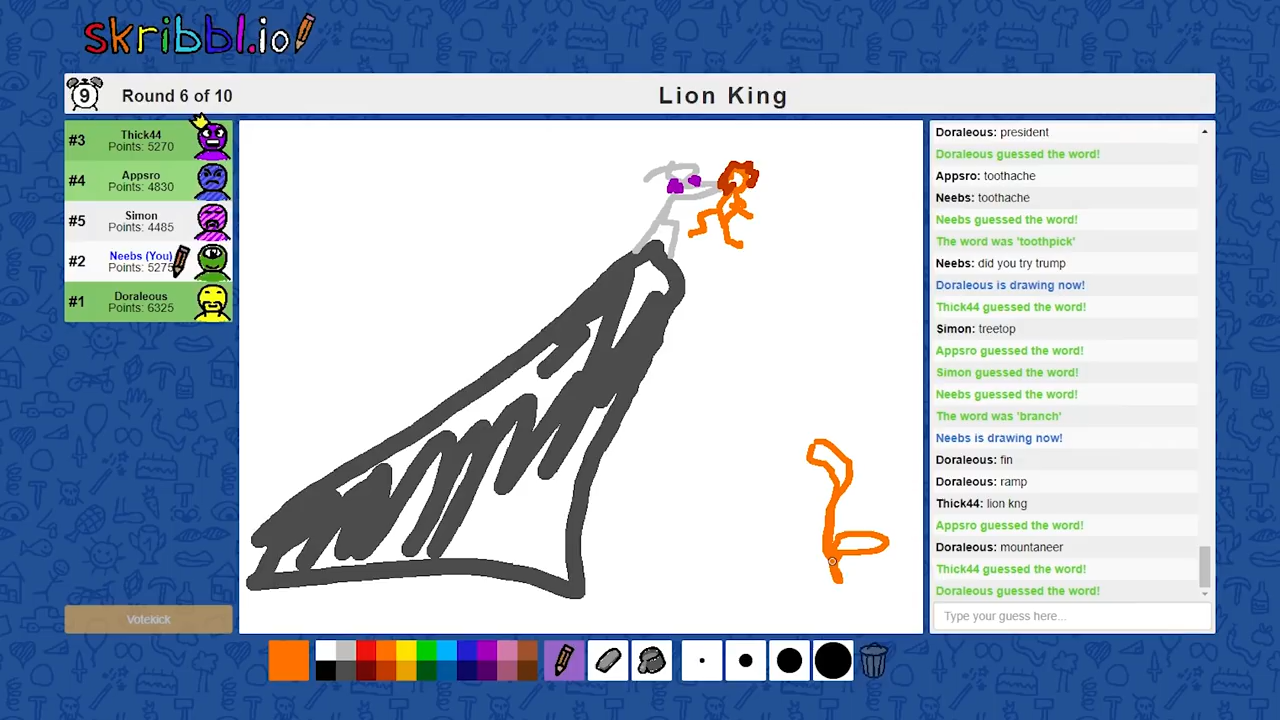 skribbl.io
9
Round 6 of 10
Lion King
#3
Thick44
Points: 5270
#4
Appsro
Points: 4830
#5
Simon
Points: 4485
#2
Neebs (You)
Points: 5275
#1
Doraleous
Points: 6325
Votekick
Doraleous: president
Doraleous guessed the word!
Appsro: toothache
Neebs: toothache
Neebs guessed the word!
The word was 'toothpick'
Neebs: did you try trump
Doraleous is drawing now!
Thick44 guessed the word!
Simon: treetop
Appsro guessed the word!
Simon guessed the word!
Neebs guessed the word!
The word was 'branch'
Neebs is drawing now!
Doraleous: fin
Doraleous: ramp
Thick44: lion kng
Appsro guessed the word!
Doraleous: mountaneer
Thick44 guessed the word!
Doraleous guessed the word!
Type your guess here...